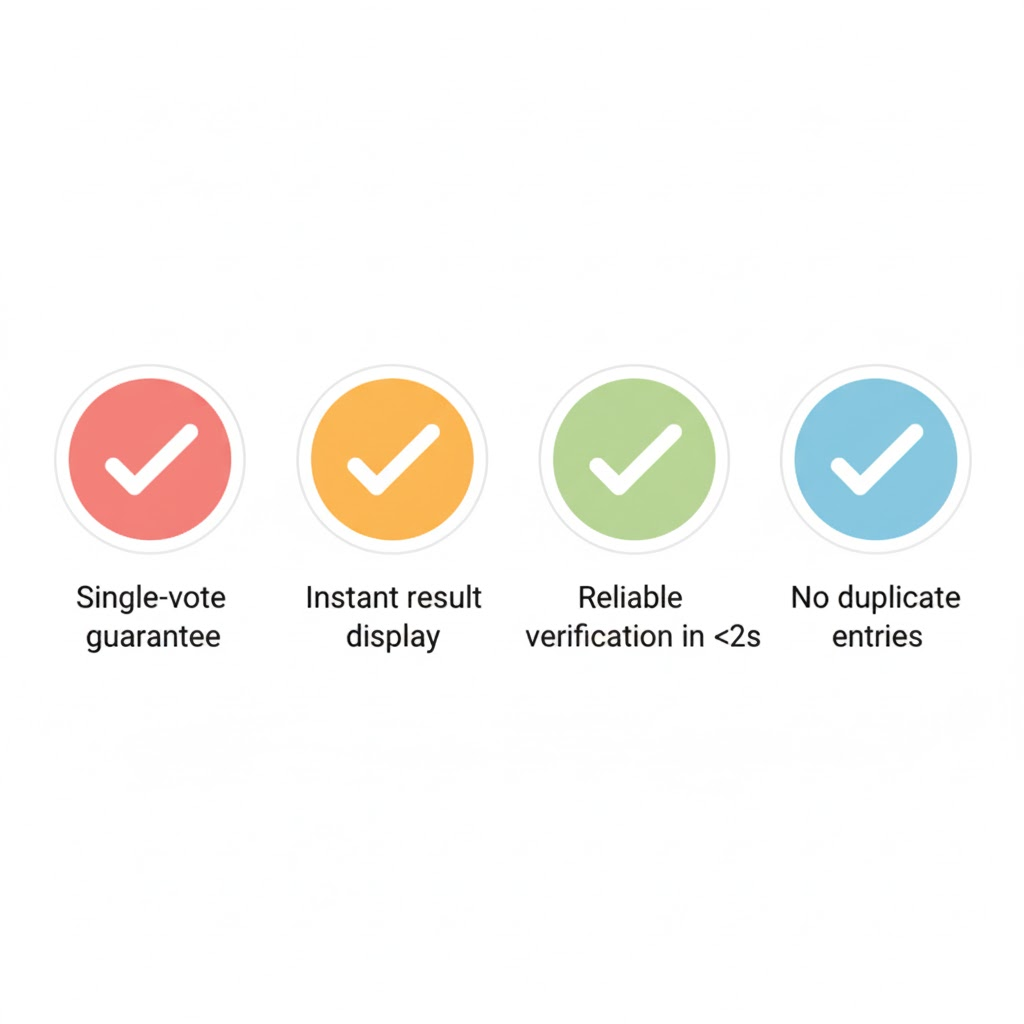 Single-vote
guarantee
Instant result
display
Reliable
verification in <2s
No duplicate
entries